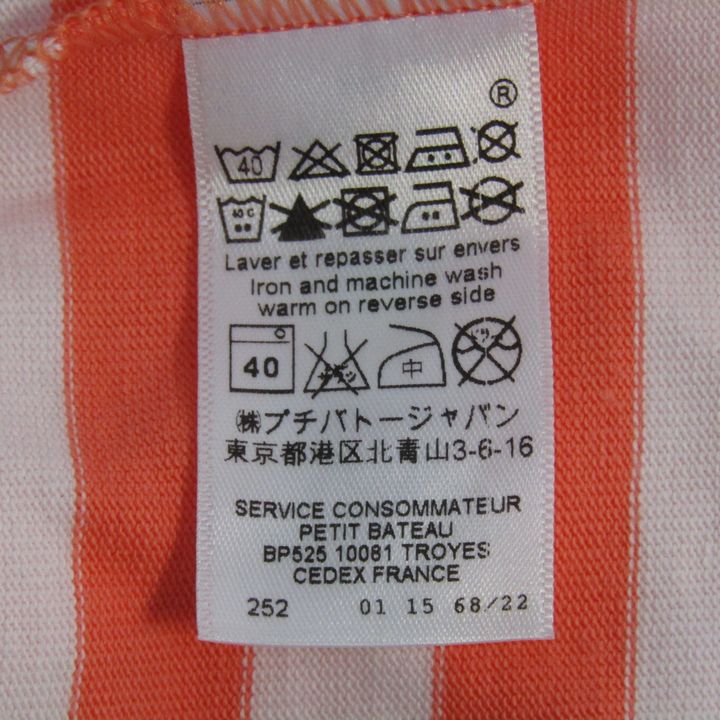 ®
40
40 C
Laver et repasser sur envers
Iron and machine wash
warm on reverse side
40 中
㈱プチバトージャパン
東京都港区北青山3-6-16
SERVICE CONSOMMATEUR
PETIT BATEAU
BP525 10081 TROYES
CEDEX FRANCE
252 01 15 68/22